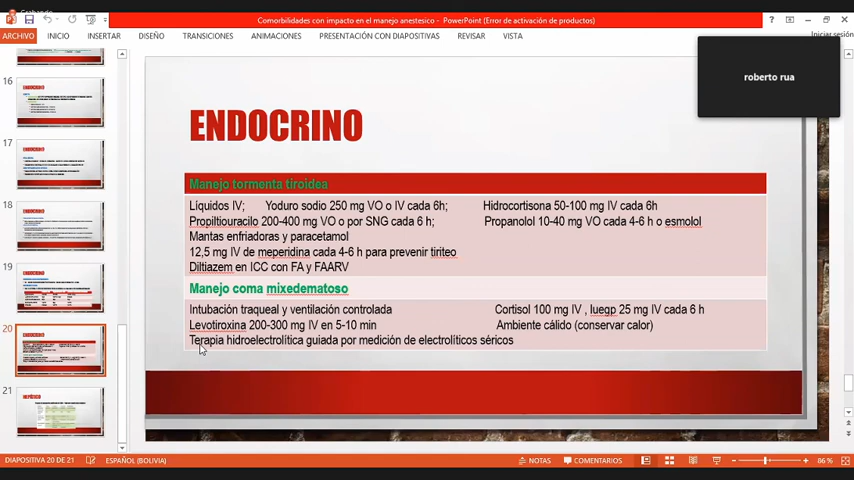 Grabando
Comorbilidades con impacto en el manejo anestesico - PowerPoint (Error de activación de productos)
ARCHIVO INICIO INSERTAR DISEÑO TRANSICIONES ANIMACIONES PRESENTACIÓN CON DIAPOSITIVAS REVISAR VISTA Iniciar sesión
roberto rua
16
ENDOCRINO
17
ENDOCRINO
18
ENDOCRINO
19
ENDOCRINO
20
ENDOCRINO
21
HEPÁTICO
ENDOCRINO
Manejo tormenta tiroidea
Líquidos IV; Yoduro sodio 250 mg VO o IV cada 6h; Hidrocortisona 50-100 mg IV cada 6h
Propiltiouracilo 200-400 mg VO o por SNG cada 6 h; Propanolol 10-40 mg VO cada 4-6 h o esmolol
Mantas enfriadoras y paracetamol
12,5 mg IV de meperidina cada 4-6 h para prevenir tiriteo
Diltiazem en ICC con FA y FAARV
Manejo coma mixedematoso
Intubación traqueal y ventilación controlada Cortisol 100 mg IV , luegp 25 mg IV cada 6 h
Levotiroxina 200-300 mg IV en 5-10 min Ambiente cálido (conservar calor)
Terapia hidroelectrolítica guiada por medición de electrolíticos séricos
DIAPOSITIVA 20 DE 21 ESPAÑOL (BOLIVIA) NOTAS COMENTARIOS 86 %